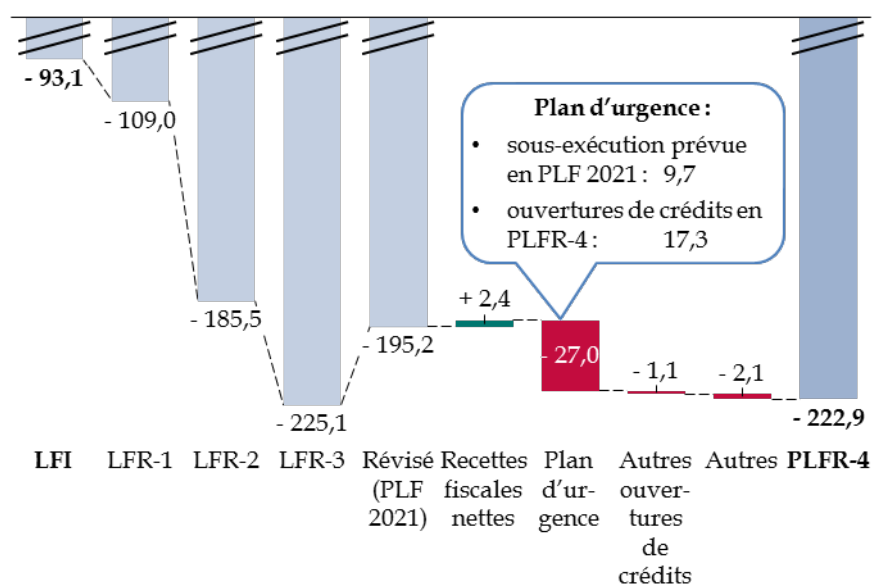 - 93,1
- 109,0
- 185,5
- 225,1
- 195,2
+ 2,4
- 27,0
- 1,1
- 2,1
- 222,9
Plan d’urgence :
• sous-exécution prévue
en PLF 2021 : 9,7
• ouvertures de crédits en
PLFR-4 : 17,3
LFI
LFR-1
LFR-2
LFR-3
Révisé
(PLF
2021)
Recettes
fiscales
nettes
Plan
d’ur-
gence
Autres
ouver-
tures
de
crédits
Autres
PLFR-4